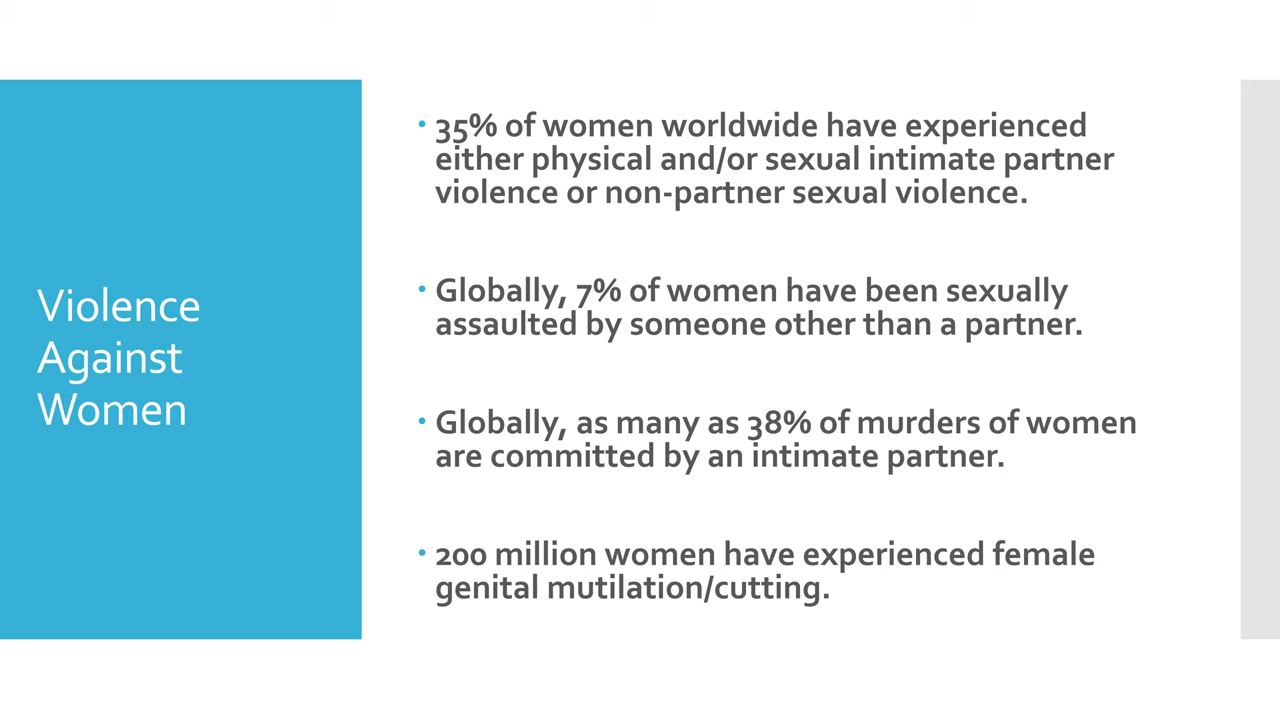 Violence
Against
Women
• 35% of women worldwide have experienced
either physical and/or sexual intimate partner
violence or non-partner sexual violence.
• Globally, 7% of women have been sexually
assaulted by someone other than a partner.
• Globally, as many as 38% of murders of women
are committed by an intimate partner.
• 200 million women have experienced female
genital mutilation/cutting.